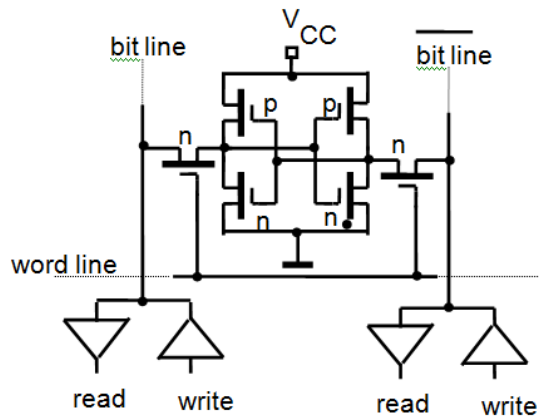 V
CC
bit line
bit line
p
p
n
n
n
n
word line
read
write
read
write